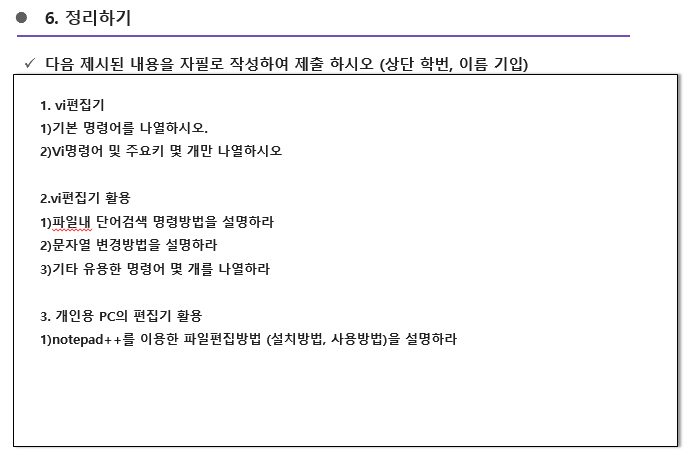 ● 6. 정리하기
✓ 다음 제시된 내용을 자필로 작성하여 제출 하시오 (상단 학번, 이름 기입)
1. vi편집기
1)기본 명령어를 나열하시오.
2)Vi명령어 및 주요키 몇 개만 나열하시오
2.vi편집기 활용
1)파일내 단어검색 명령방법을 설명하라
2)문자열 변경방법을 설명하라
3)기타 유용한 명령어 몇 개를 나열하라
3. 개인용 PC의 편집기 활용
1)notepad++를 이용한 파일편집방법 (설치방법, 사용방법)을 설명하라